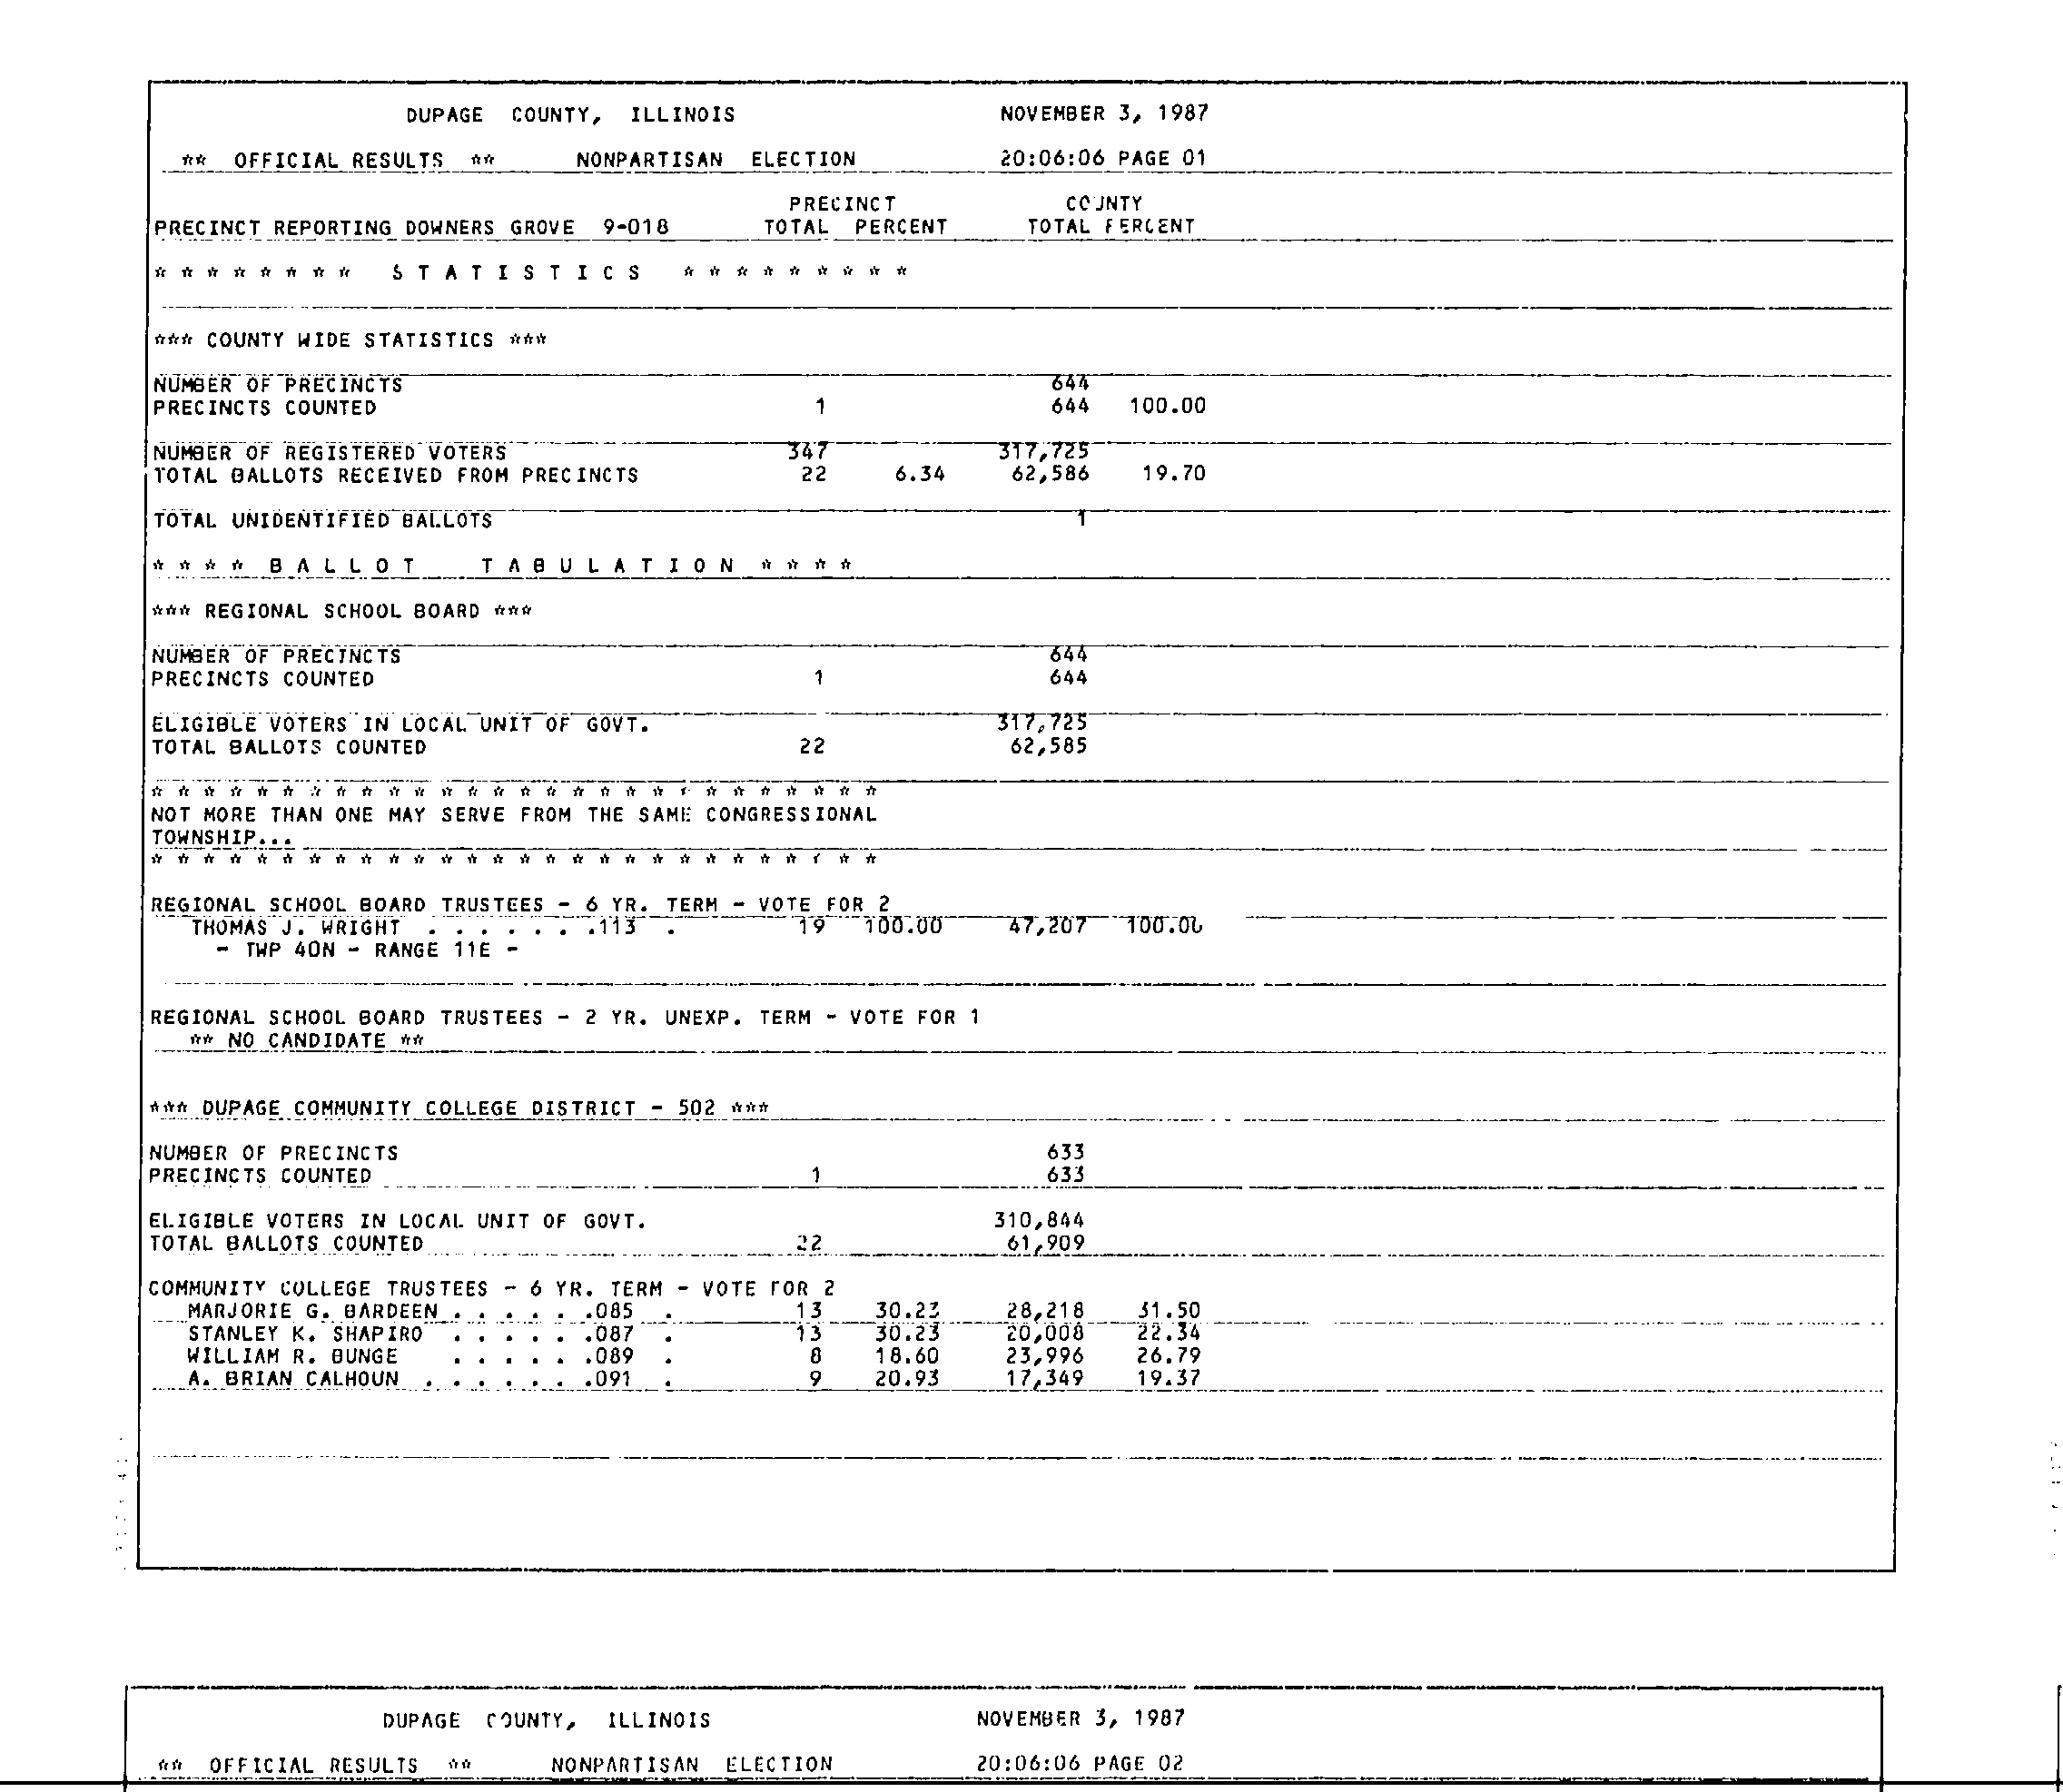 DUPAGE COUNTY, ILLINOIS NOVEMBER 3, 1987
** OFFICIAL RESULTS ** NONPARTISAN ELECTION 20:06:06 PAGE 01
PRECINCT COUNTY
PRECINCT REPORTING DOWNERS GROVE 9-018 TOTAL PERCENT TOTAL PERCENT
* * * * * * * * S T A T I S T I C S * * * * * * * * *
*** COUNTY WIDE STATISTICS ***
NUMBER OF PRECINCTS 644
PRECINCTS COUNTED 1 644 100.00
NUMBER OF REGISTERED VOTERS 347 317,725
TOTAL BALLOTS RECEIVED FROM PRECINCTS 22 6.34 62,586 19.70
TOTAL UNIDENTIFIED BALLOTS 1
* * * * B A L L O T T A B U L A T I O N * * * *
*** REGIONAL SCHOOL BOARD ***
NUMBER OF PRECINCTS 644
PRECINCTS COUNTED 1 644
ELIGIBLE VOTERS IN LOCAL UNIT OF GOVT. 317,725
TOTAL BALLOTS COUNTED 22 62,585
* * * * * * * * * * * * * * * * * * * * * * * * * * * *
NOT MORE THAN ONE MAY SERVE FROM THE SAME CONGRESSIONAL
TOWNSHIP...
* * * * * * * * * * * * * * * * * * * * * * * * * * * *
REGIONAL SCHOOL BOARD TRUSTEES - 6 YR. TERM - VOTE FOR 2
THOMAS J. WRIGHT . . . . . . .113 . 19 100.00 47,207 100.00
- TWP 40N - RANGE 11E -
REGIONAL SCHOOL BOARD TRUSTEES - 2 YR. UNEXP. TERM - VOTE FOR 1
** NO CANDIDATE **
*** DUPAGE COMMUNITY COLLEGE DISTRICT - 502 ***
NUMBER OF PRECINCTS 633
PRECINCTS COUNTED 1 633
ELIGIBLE VOTERS IN LOCAL UNIT OF GOVT. 310,844
TOTAL BALLOTS COUNTED 22 61,909
COMMUNITY COLLEGE TRUSTEES - 6 YR. TERM - VOTE FOR 2
MARJORIE G. BARDEEN . . . . . .085 . 13 30.23 28,218 31.50
STANLEY K. SHAPIRO . . . . . .087 . 13 30.23 20,008 22.34
WILLIAM R. BUNGE . . . . . .089 . 8 18.60 23,996 26.79
A. BRIAN CALHOUN . . . . . . .091 . 9 20.93 17,349 19.37
DUPAGE COUNTY, ILLINOIS NOVEMBER 3, 1987
** OFFICIAL RESULTS ** NONPARTISAN ELECTION 20:06:06 PAGE 02